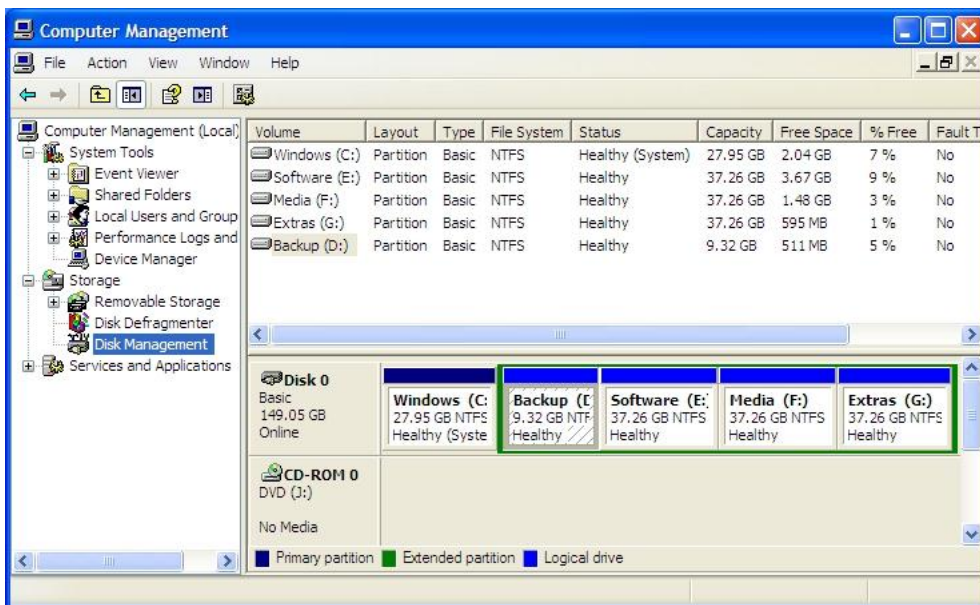 Computer Management
File Action View Window Help
Computer Management (Local)
System Tools
Event Viewer
Shared Folders
Local Users and Group
Performance Logs and
Device Manager
Storage
Removable Storage
Disk Defragmenter
Disk Management
Services and Applications
Volume Layout Type File System Status Capacity Free Space % Free Fault T
Windows (C:) Partition Basic NTFS Healthy (System) 27.95 GB 2.04 GB 7 % No
Software (E:) Partition Basic NTFS Healthy 37.26 GB 3.67 GB 9 % No
Media (F:) Partition Basic NTFS Healthy 37.26 GB 1.48 GB 3 % No
Extras (G:) Partition Basic NTFS Healthy 37.26 GB 595 MB 1 % No
Backup (D:) Partition Basic NTFS Healthy 9.32 GB 511 MB 5 % No
Disk 0
Basic
149.05 GB
Online
Windows (C:
27.95 GB NTFS
Healthy (Syste
Backup (D
9.32 GB NTF
Healthy
Software (E:
37.26 GB NTFS
Healthy
Media (F:)
37.26 GB NTFS
Healthy
Extras (G:)
37.26 GB NTFS
Healthy
CD-ROM 0
DVD (J:)
No Media
Primary partition Extended partition Logical drive